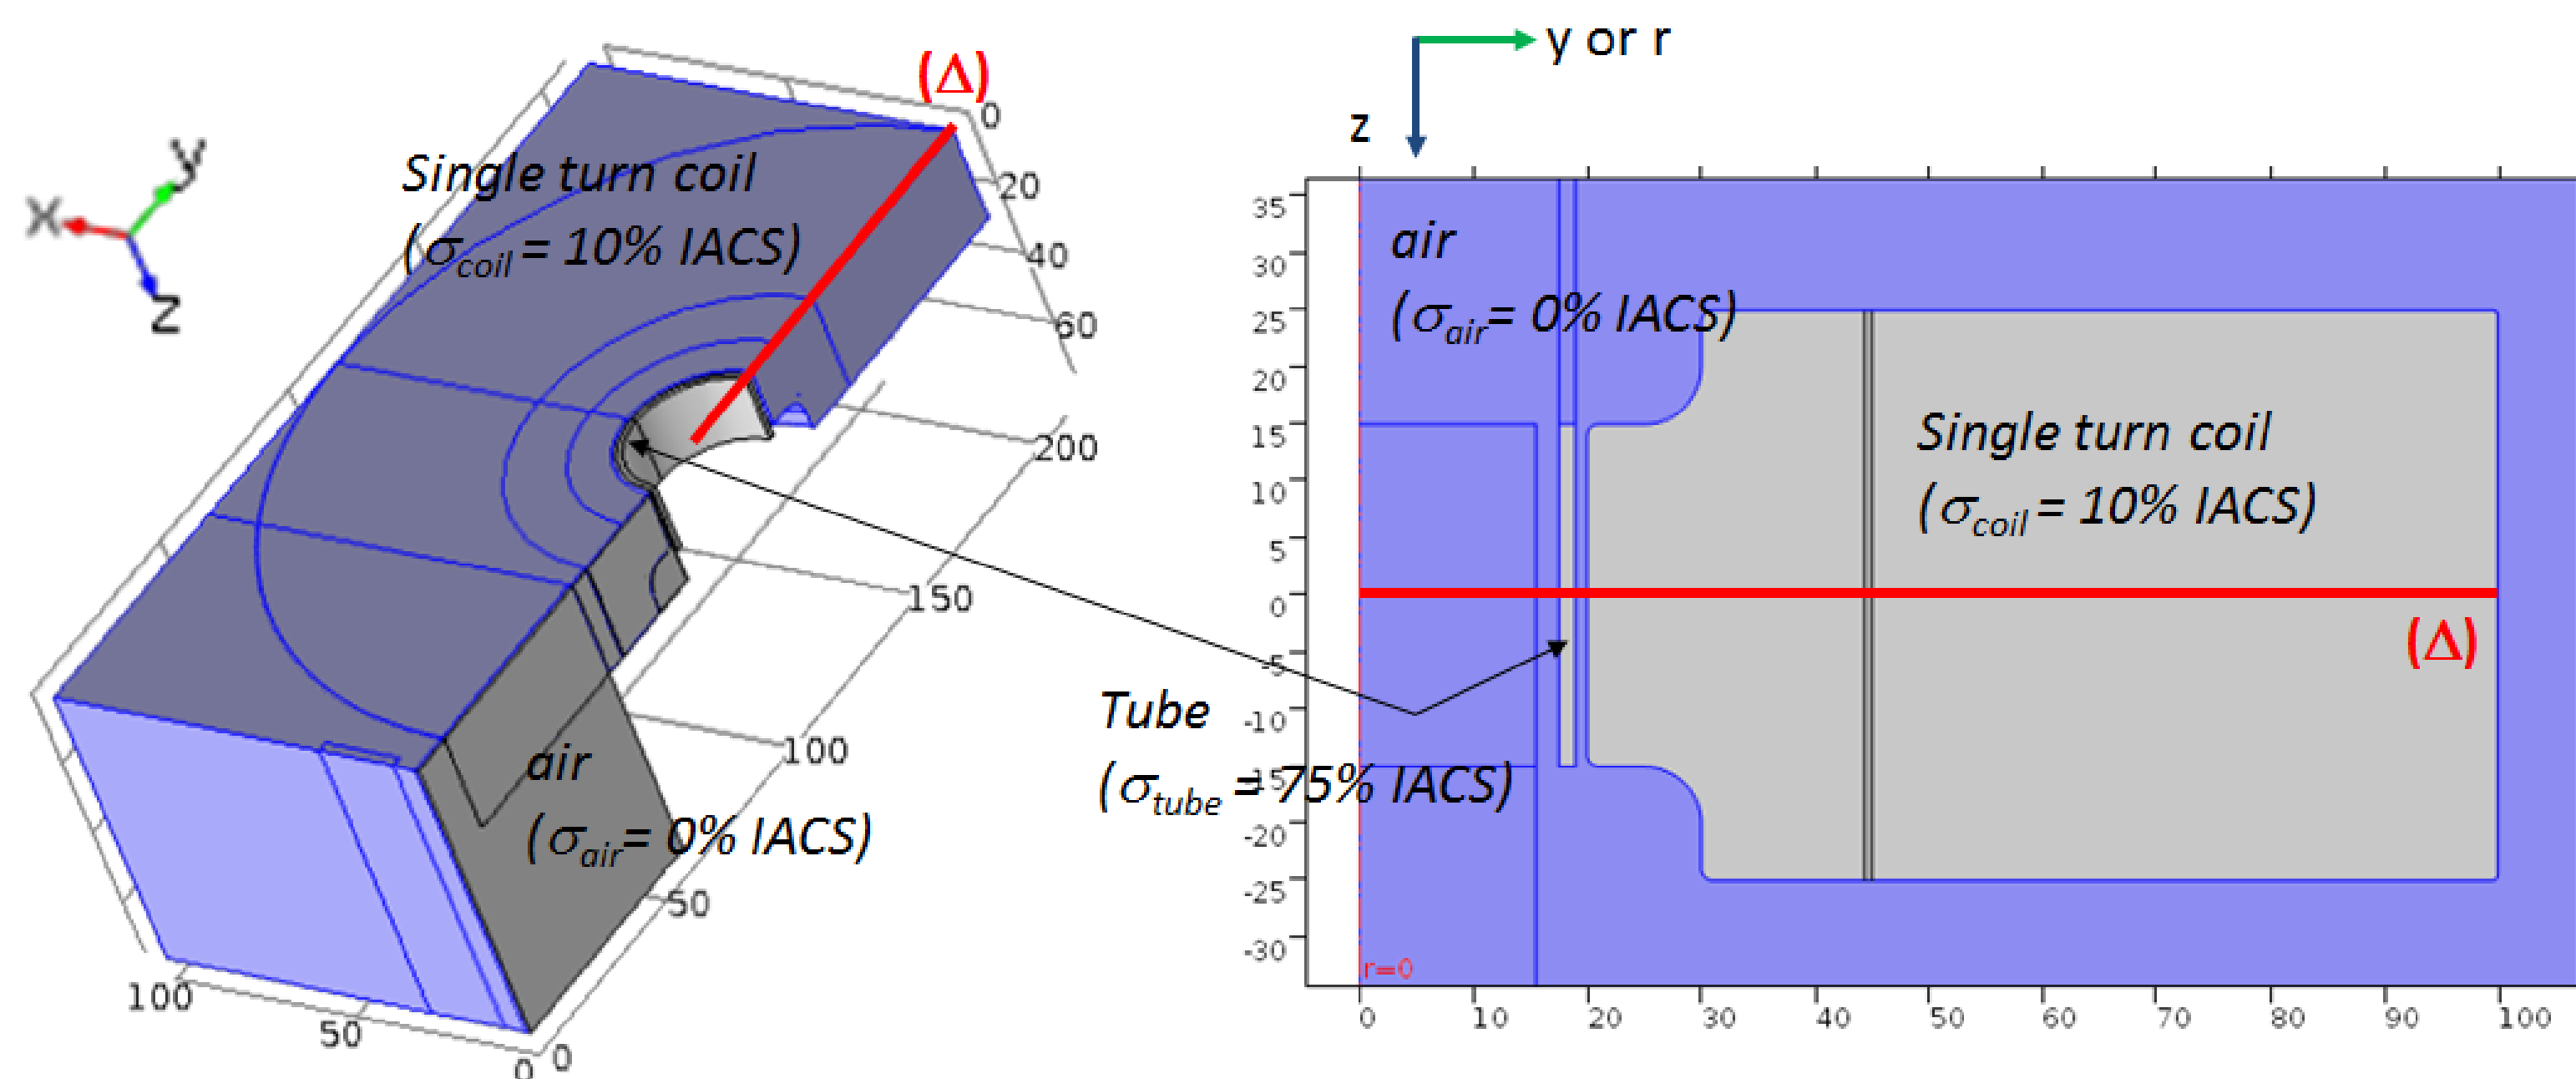 (Δ)
y
X
Z
Single turn coil
(σcoil = 10% IACS)
0
20
40
60
200
150
100
50
0
air
(σair= 0% IACS)
100
50
0
y or r
z
35
30
25
20
15
10
5
0
-5
-10
-15
-20
-25
-30
air
(σair= 0% IACS)
Single turn coil
(σcoil = 10% IACS)
(Δ)
Tube
(σtube = 75% IACS)
r=0
0 10 20 30 40 50 60 70 80 90 100